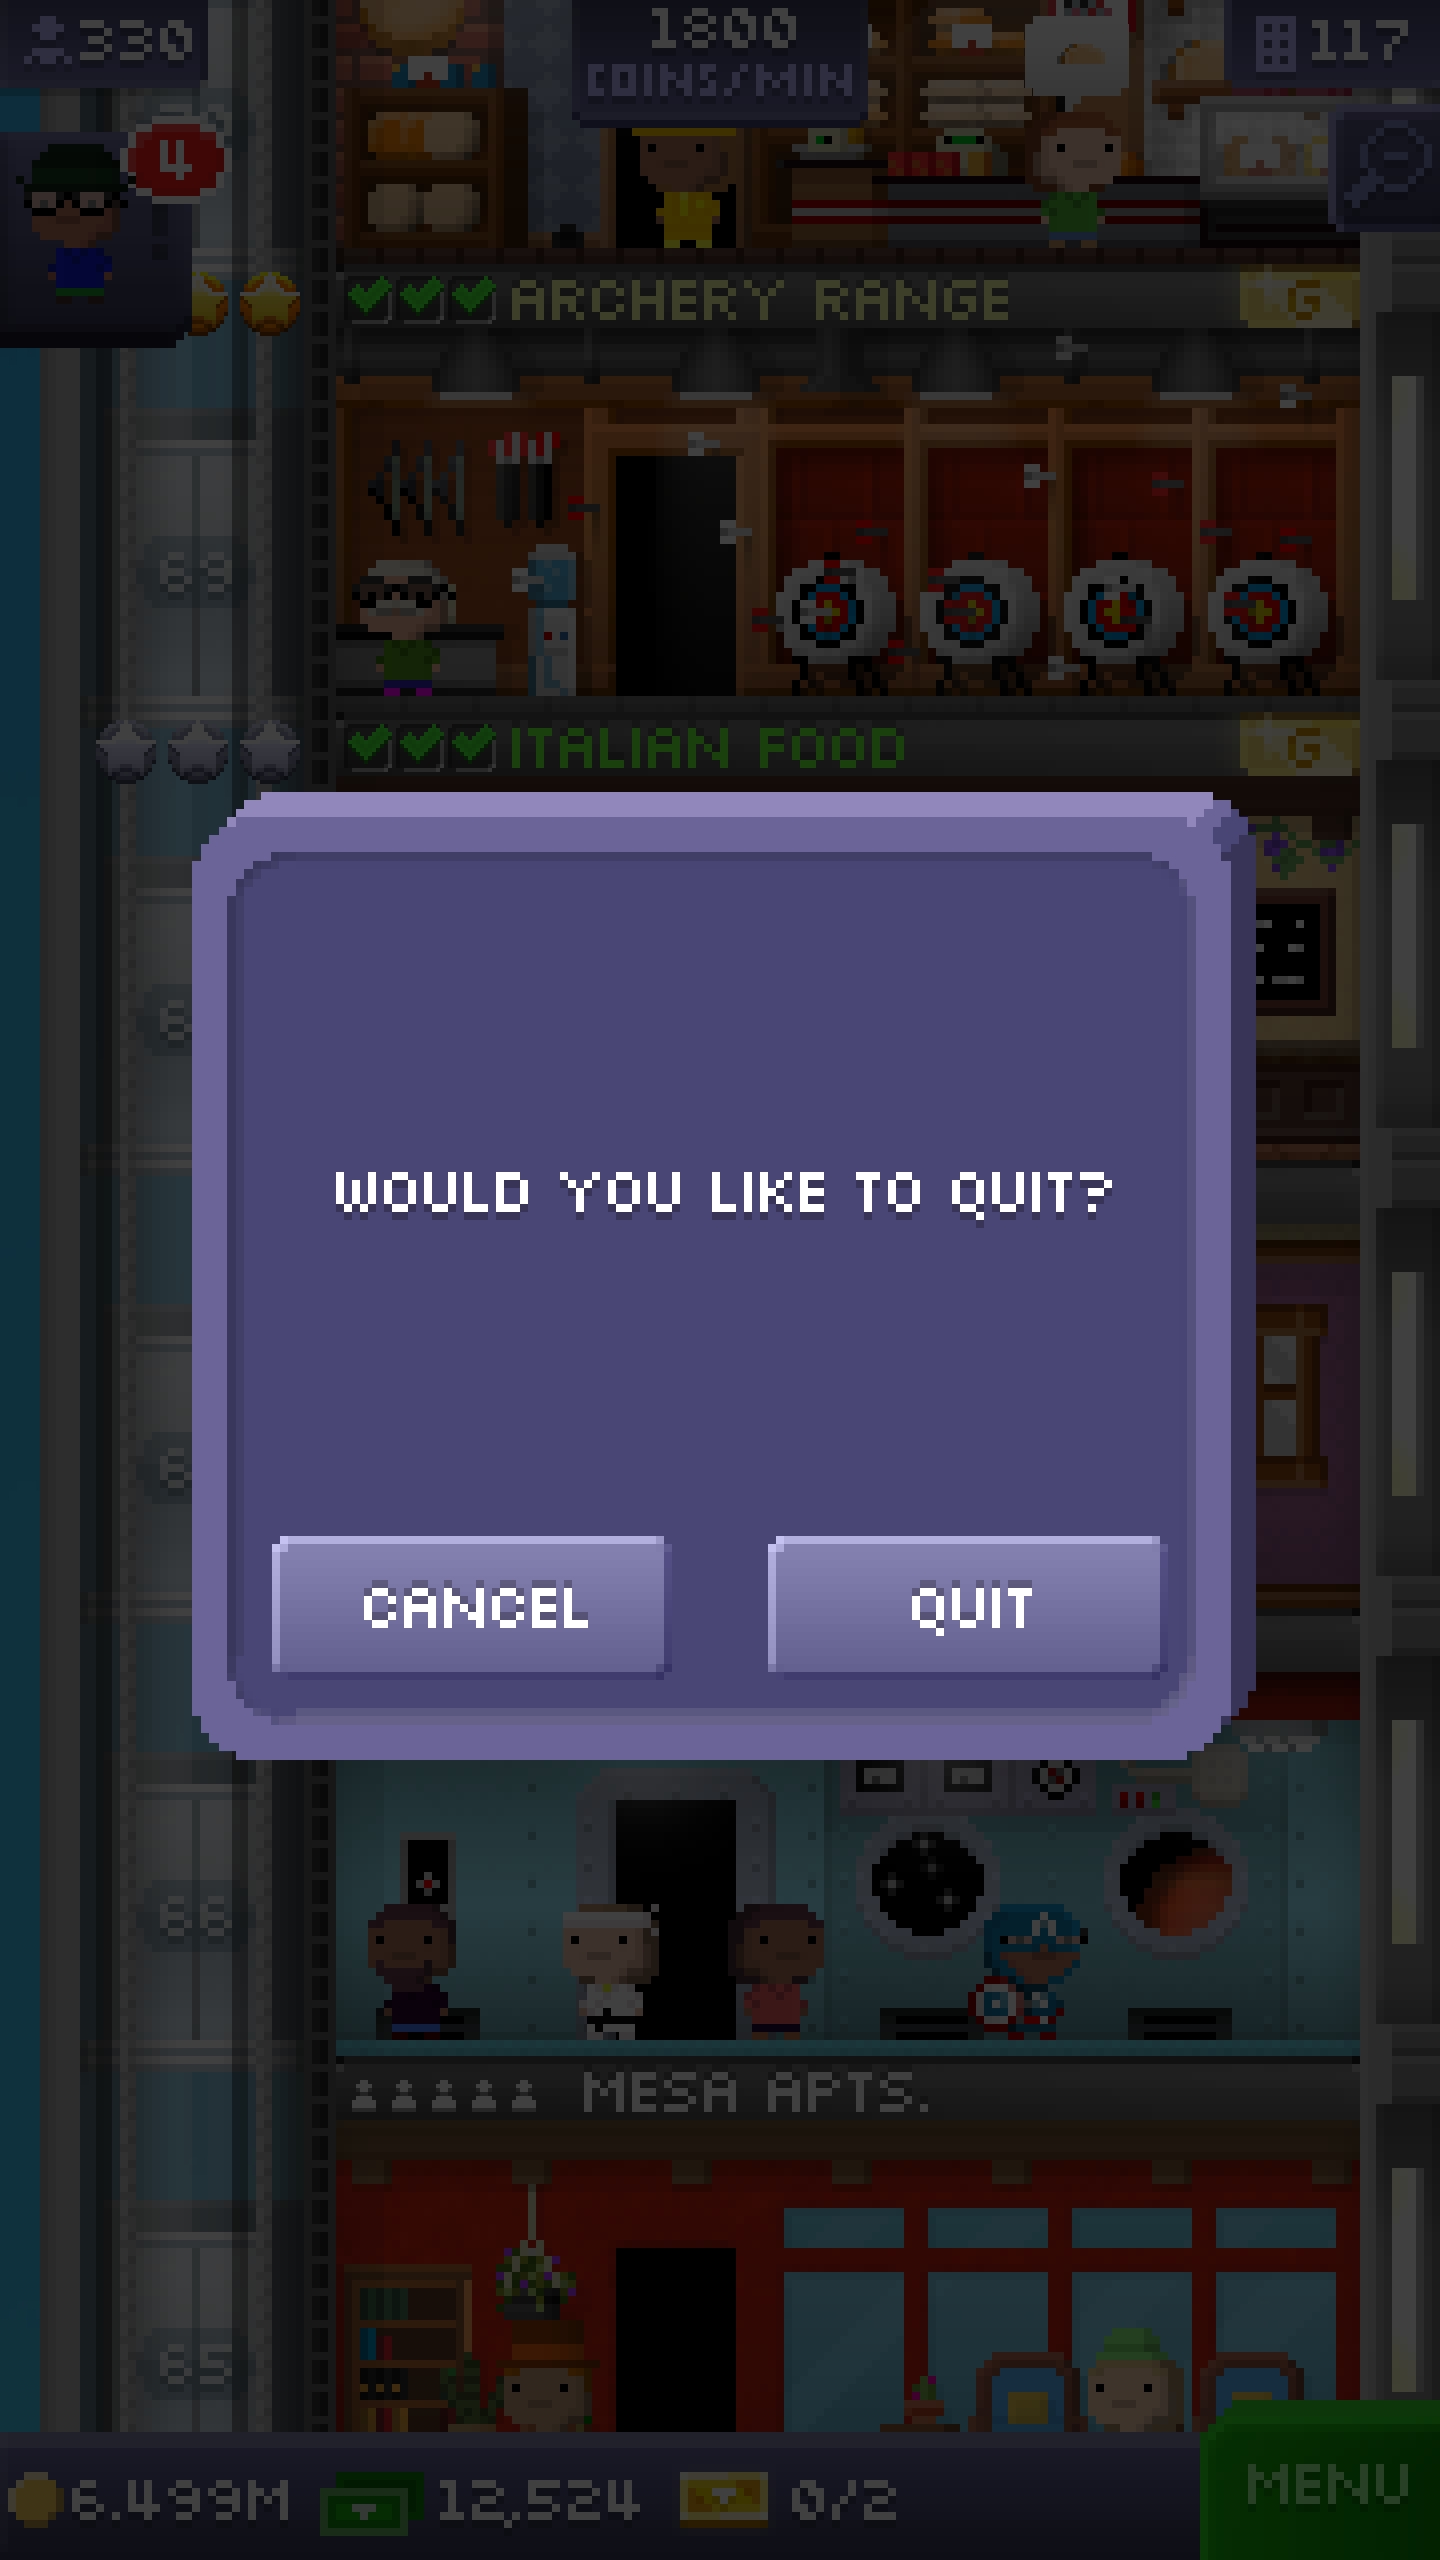 330
1800
COINS/MIN
117
4
ARCHERY RANGE
G
ITALIAN FOOD
G
WOULD YOU LIKE TO QUIT?
CANCEL
QUIT
MESA APTS.
6.499M
12,524
0/2
MENU